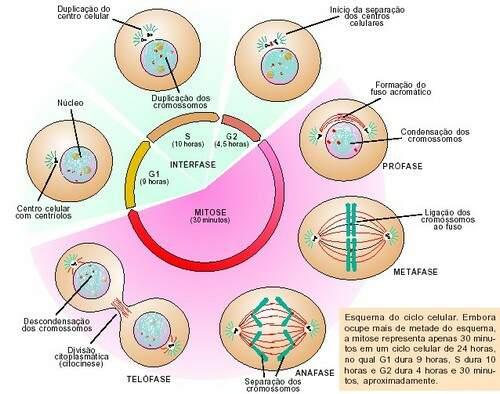 Duplicação do
centro celular
Início da separação
dos centros
celulares
Duplicação dos
cromossomos
Núcleo
Centro celular
com centríolos
S
(10 horas)
G2
(4,5 horas)
G1
(9 horas)
INTÉRFASE
MITOSE
(30 minutos)
Formação do
fuso acromático
Condensação dos
cromossomos
PRÓFASE
Ligação dos
cromossomos
ao fuso
METÁFASE
Descondensação
dos cromossomos
Divisão
citoplasmática
(citocinese)
TELÓFASE
Separação dos
cromossomos
ANÁFASE
Esquema do ciclo celular. Embora
ocupe mais de metade do esquema,
a mitose representa apenas 30 minu-
tos em um ciclo celular de 24 horas,
no qual G1 dura 9 horas, S dura 10
horas e G2 dura 4 horas e 30 minu-
tos, aproximadamente.